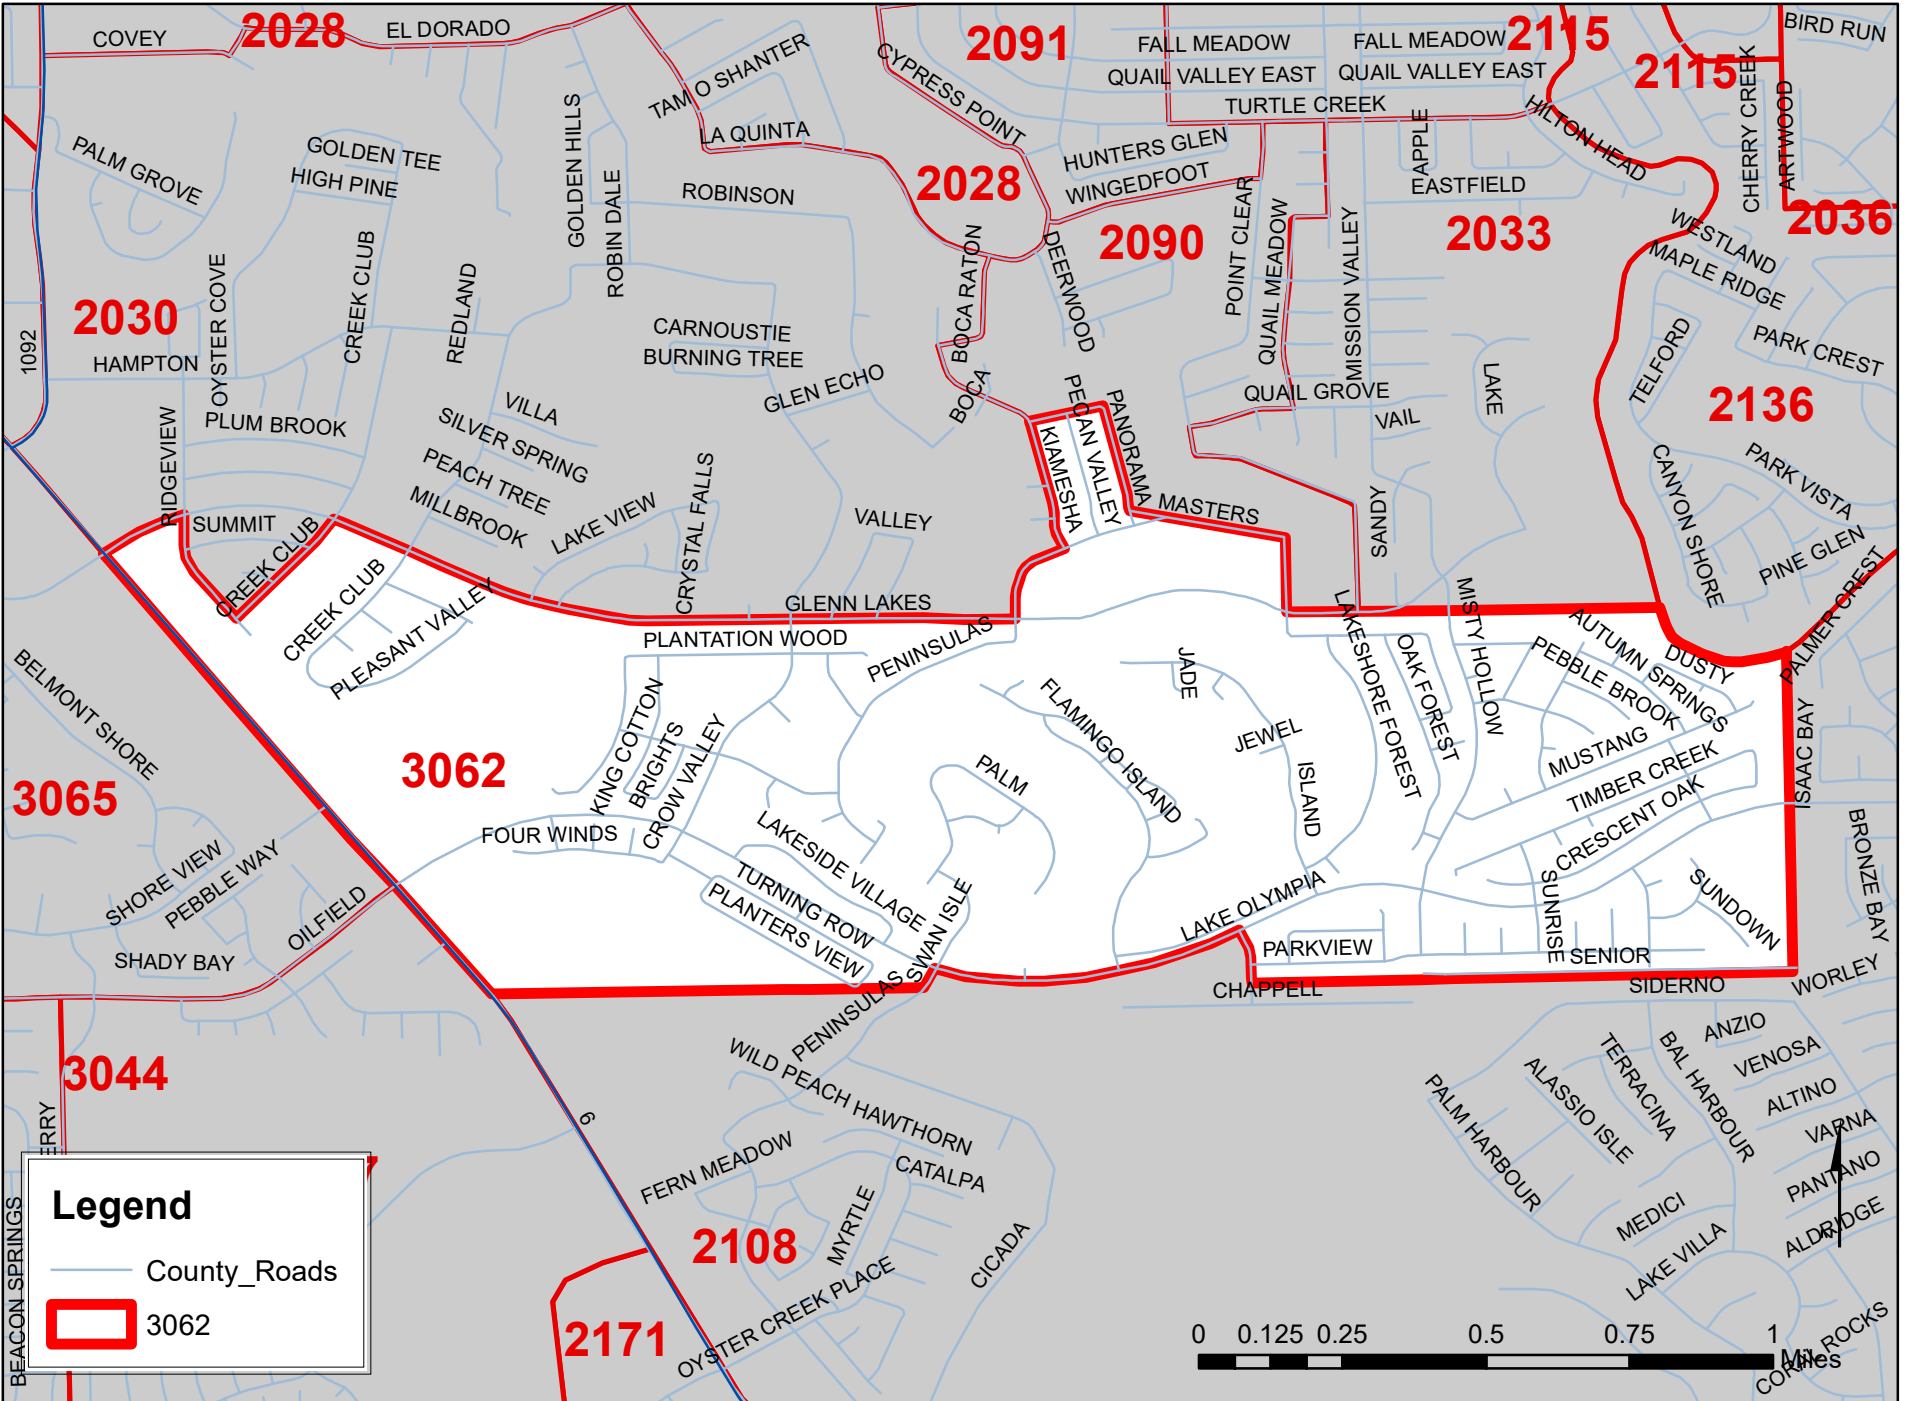 COVEY
2028
EL DORADO
TAM O SHANTER
CYPRESS POINT
2091
FALL MEADOW
FALL MEADOW
2115
QUAIL VALLEY EAST
QUAIL VALLEY EAST
TURTLE CREEK
2115
BIRD RUN
CHERRY CREEK
ARTWOOD
HILTON HEAD
PALM GROVE
GOLDEN TEE
HIGH PINE
GOLDEN HILLS
ROBIN DALE
LA QUINTA
ROBINSON
2028
HUNTERS GLEN
WINGEDFOOT
APPLE
EASTFIELD
2036
2090
2033
POINT CLEAR
QUAIL MEADOW
MISSION VALLEY
WESTLAND
MAPLE RIDGE
DEERWOOD
BOCA RATON
2030
1092
HAMPTON
OYSTER COVE
CREEK CLUB
REDLAND
CARNOUSTIE
BURNING TREE
GLEN ECHO
BOCA
QUAIL GROVE
VAIL
LAKE
TELFORD
PARK CREST
2136
RIDGEVIEW
PLUM BROOK
VILLA
SILVER SPRING
PEACH TREE
MILLBROOK
LAKE VIEW
CRYSTAL FALLS
VALLEY
KIAMESHA
PECAN VALLEY
PANORAMA
MASTERS
SANDY
CANYON SHORE
PARK VISTA
PINE GLEN
PALMER CREST
SUMMIT
CREEK CLUB
CREEK CLUB
PLEASANT VALLEY
GLENN LAKES
PLANTATION WOOD
PENINSULAS
JADE
LAKESHORE FOREST
OAK FOREST
MISTY HOLLOW
AUTUMN SPRINGS
PEBBLE BROOK
DUSTY
ISAAC BAY
BELMONT SHORE
3065
3062
KING COTTON
BRIGHTS
CROW VALLEY
FLAMINGO ISLAND
PALM
JEWEL
ISLAND
MUSTANG
TIMBER CREEK
CRESCENT OAK
FOUR WINDS
LAKESIDE VILLAGE
TURNING ROW
PLANTERS VIEW
SWAN ISLE
LAKE OLYMPIA
PARKVIEW
SUNRISE
SENIOR
SUNDOWN
BRONZE BAY
SHORE VIEW
PEBBLE WAY
OILFIELD
SHADY BAY
PENINSULAS
CHAPPELL
SIDERNO
WORLEY
3044
6
WILD PEACH
HAWTHORN
FERN MEADOW
CATALPA
MYRTLE
CICADA
2108
OYSTER CREEK PLACE
2171
ANZIO
VENOSA
ALTINO
VARNA
PANTANO
ALDRIDGE
BAL HARBOUR
TERRACINA
ALASSIO ISLE
PALM HARBOUR
MEDICI
LAKE VILLA
CORAL ROCKS
ERRY
BEACON SPRINGS
Legend
County_Roads
3062
0 0.125 0.25 0.5 0.75 1
Miles